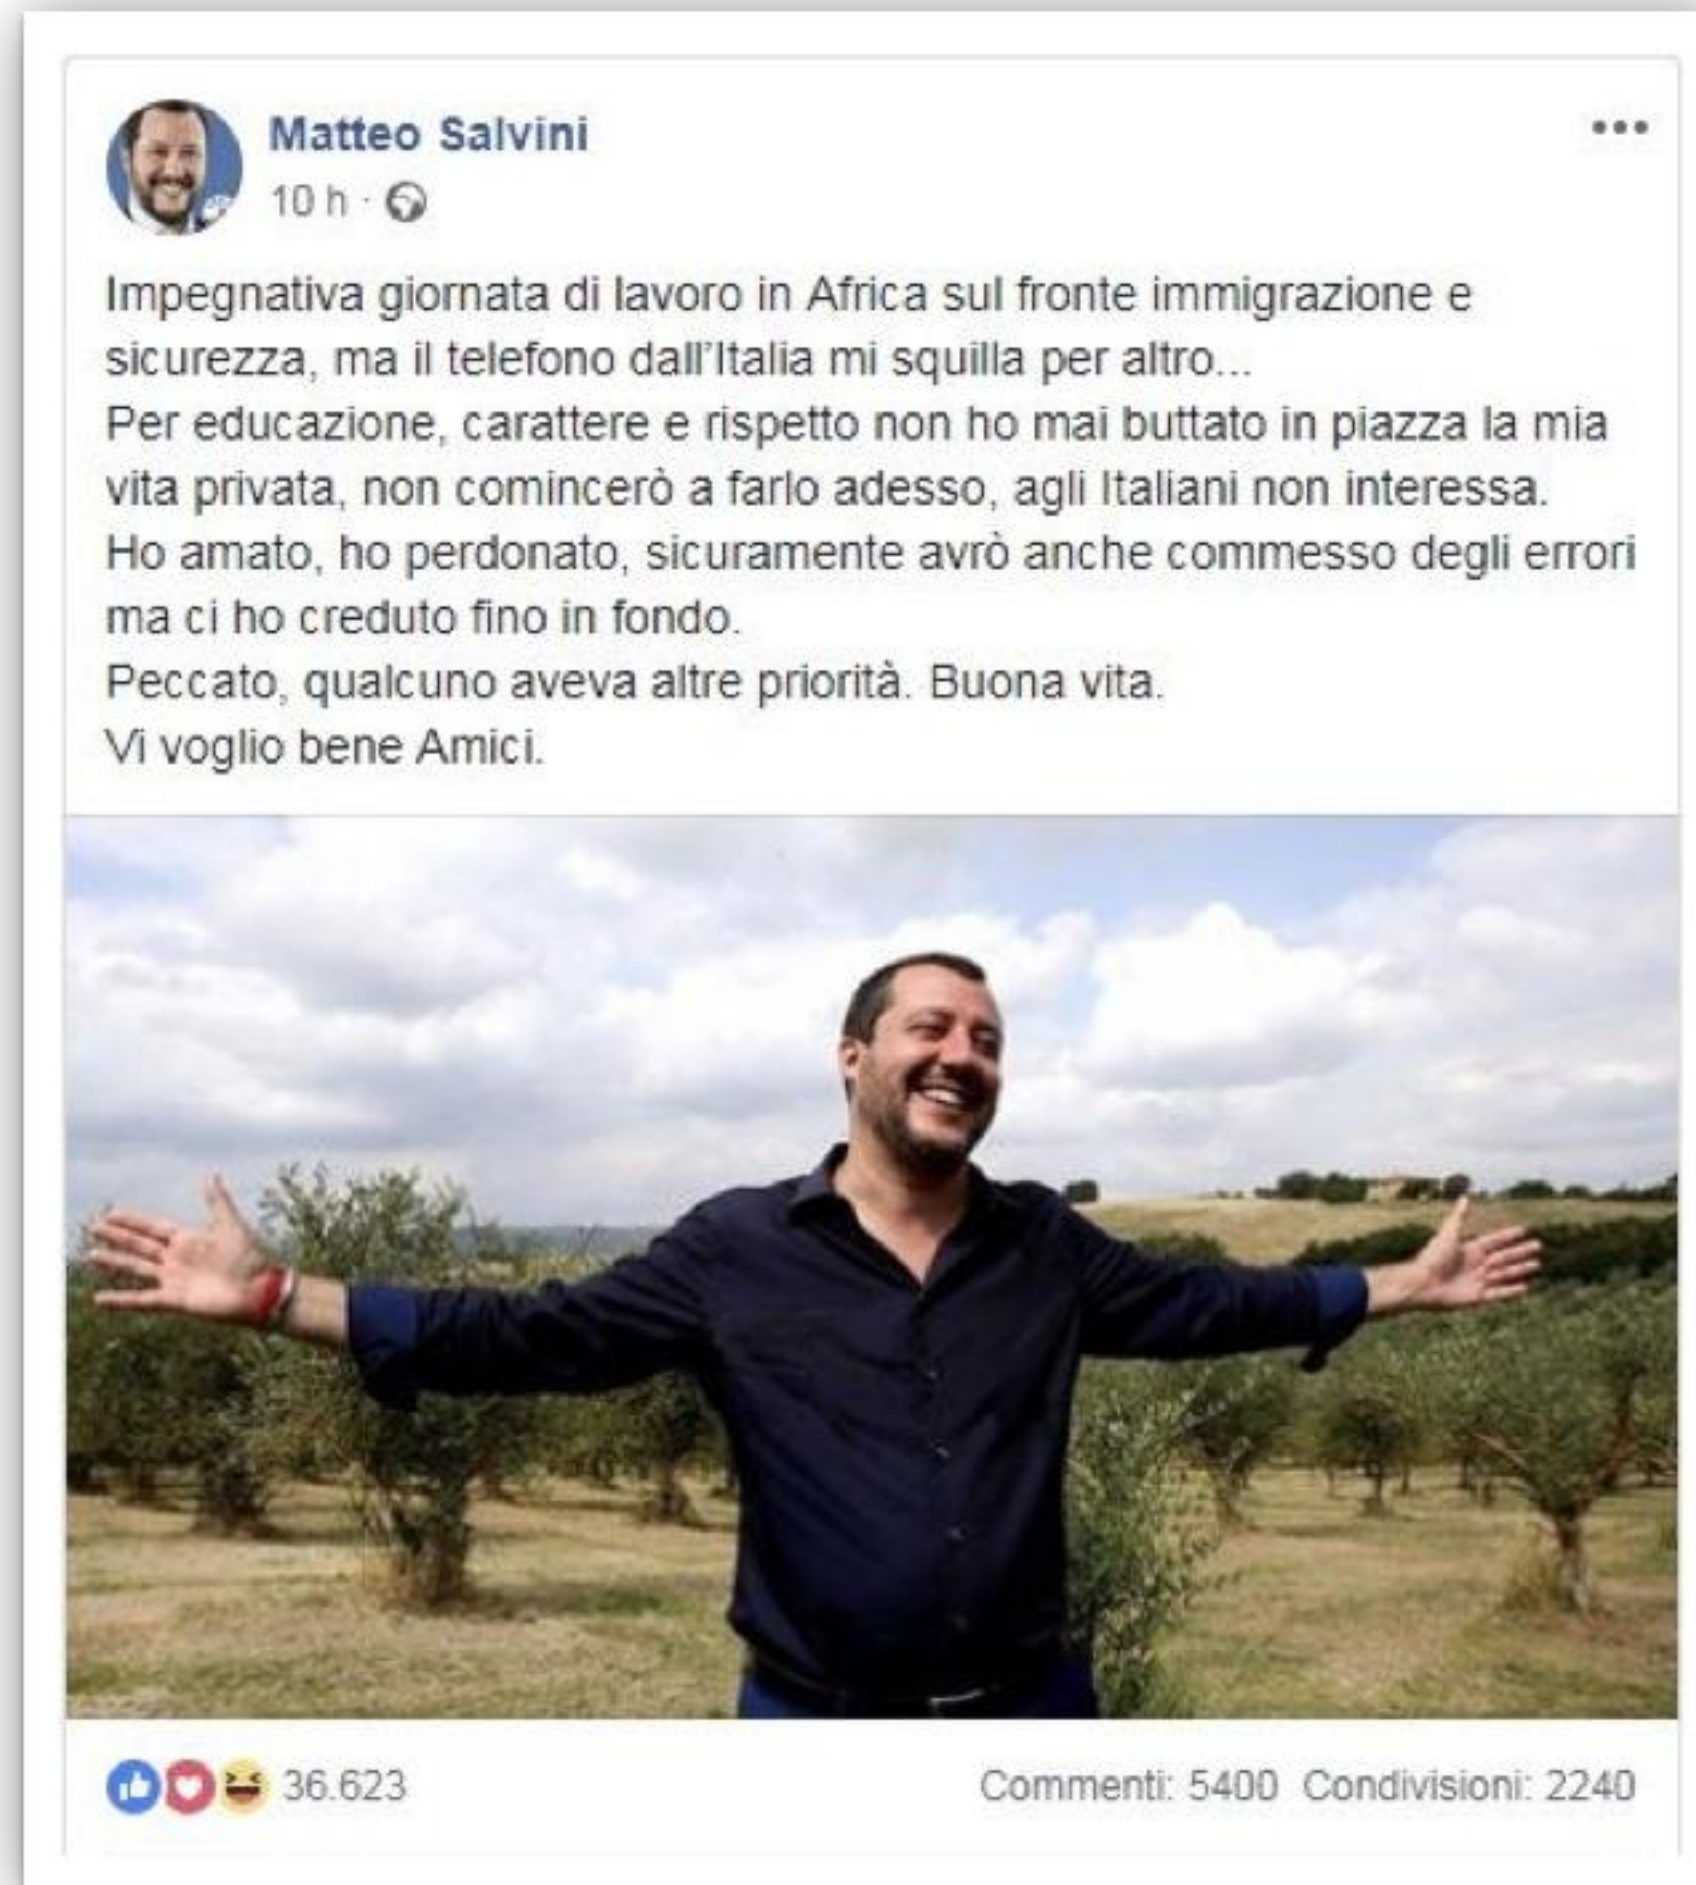 Matteo Salvini
10 h ·
Impegnativa giornata di lavoro in Africa sul fronte immigrazione e
sicurezza, ma il telefono dall'Italia mi squilla per altro...
Per educazione, carattere e rispetto non ho mai buttato in piazza la mia
vita privata, non comincerò a farlo adesso, agli Italiani non interessa.
Ho amato, ho perdonato, sicuramente avrò anche commesso degli errori
ma ci ho creduto fino in fondo.
Peccato, qualcuno aveva altre priorità. Buona vita.
Vi voglio bene Amici.
36.623
Commenti: 5400 Condivisioni: 2240